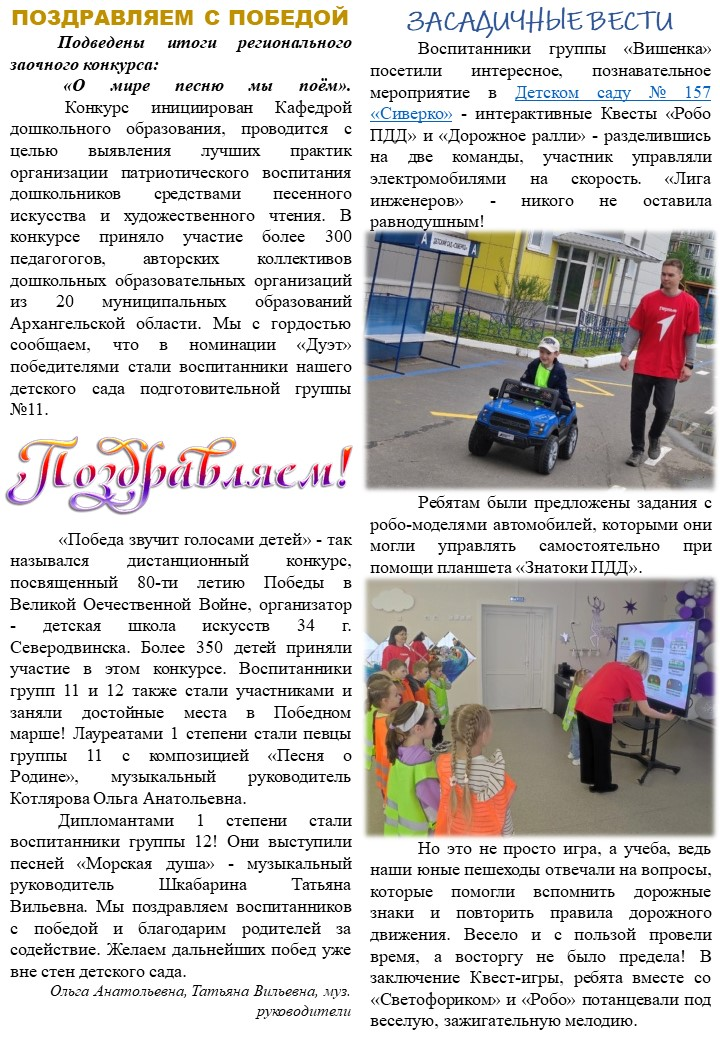 ПОЗДРАВЛЯЕМ С ПОБЕДОЙ
Подведены итоги регионального
заочного конкурса:
«О мире песню мы поём».
Конкурс инициирован Кафедрой
дошкольного образования, проводится с
целью выявления лучших практик
организации патриотического воспитания
дошкольников средствами песенного
искусства и художественного чтения. В
конкурсе приняло участие более 300
педагогогов, авторских коллективов
дошкольных образовательных организаций
из 20 муниципальных образований
Архангельской области. Мы с гордостью
сообщаем, что в номинации «Дуэт»
победителями стали воспитанники нашего
детского сада подготовительной группы
№11.
Поздравляем!
«Победа звучит голосами детей» - так
назывался дистанционный конкурс,
посвященный 80-ти летию Победы в
Великой Оечественной Войне, организатор
- детская школа искусств 34 г.
Северодвинска. Более 350 детей приняли
участие в этом конкурсе. Воспитанники
групп 11 и 12 также стали участниками и
заняли достойные места в Победном
марше! Лауреатами 1 степени стали певцы
группы 11 с композицией «Песня о
Родине», музыкальный руководитель
Котлярова Ольга Анатольевна.
Дипломантами 1 степени стали
воспитанники группы 12! Они выступили
песней «Морская душа» - музыкальный
руководитель Шкабарина Татьяна
Вильевна. Мы поздравляем воспитанников
с победой и благодарим родителей за
содействие. Желаем дальнейших побед уже
вне стен детского сада.
Ольга Анатольевна, Татьяна Вильевна, муз.
руководители
ЗАСАДИЧНЫЕ ВЕСТИ
Воспитанники группы «Вишенка»
посетили интересное, познавательное
мероприятие в Детском саду № 157
«Сиверко» - интерактивные Квесты «Робо
ПДД» и «Дорожное ралли» - разделившись
на две команды, участник управляли
электромобилями на скорость. «Лига
инженеров» - никого не оставила
равнодушным!
ДЕТСКИЙ САД «СИВЕРКО»
Первые
Ребятам были предложены задания с
робо-моделями автомобилей, которыми они
могли управлять самостоятельно при
помощи планшета «Знатоки ПДД».
Но это не просто игра, а учеба, ведь
наши юные пешеходы отвечали на вопросы,
которые помогли вспомнить дорожные
знаки и повторить правила дорожного
движения. Весело и с пользой провели
время, а восторгу не было предела! В
заключение Квест-игры, ребята вместе со
«Светофориком» и «Робо» потанцевали под
веселую, зажигательную мелодию.